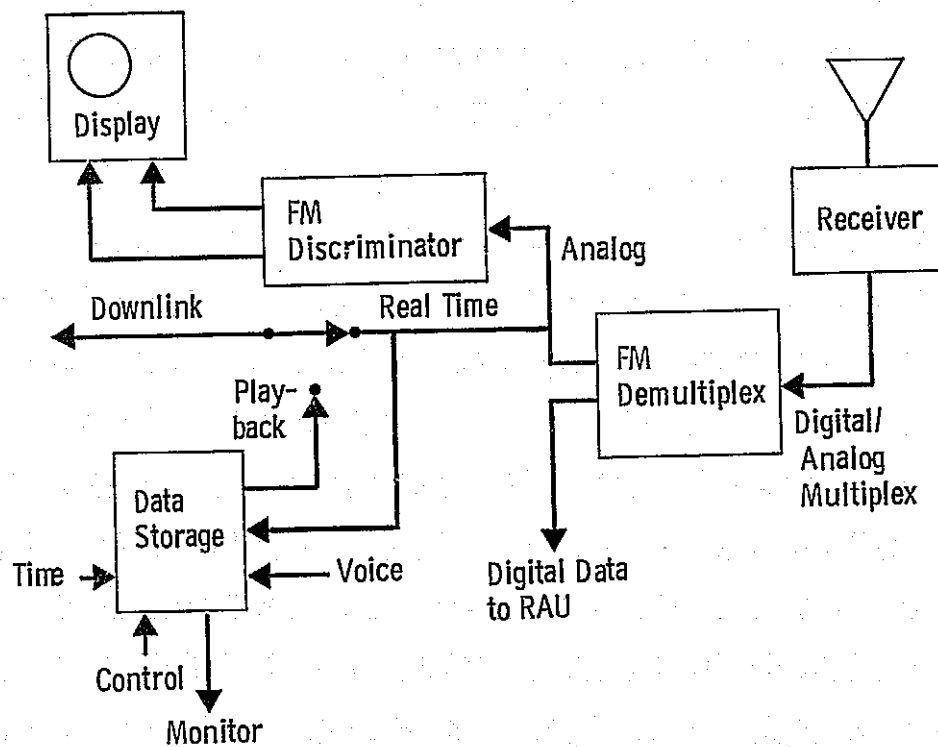 Display
FM
Discriminator
Receiver
Analog
Downlink
Real Time
FM
Demultiplex
Play-
back
Digital/
Analog
Multiplex
Data
Storage
Time
Voice
Digital Data
to RAU
Control
Monitor